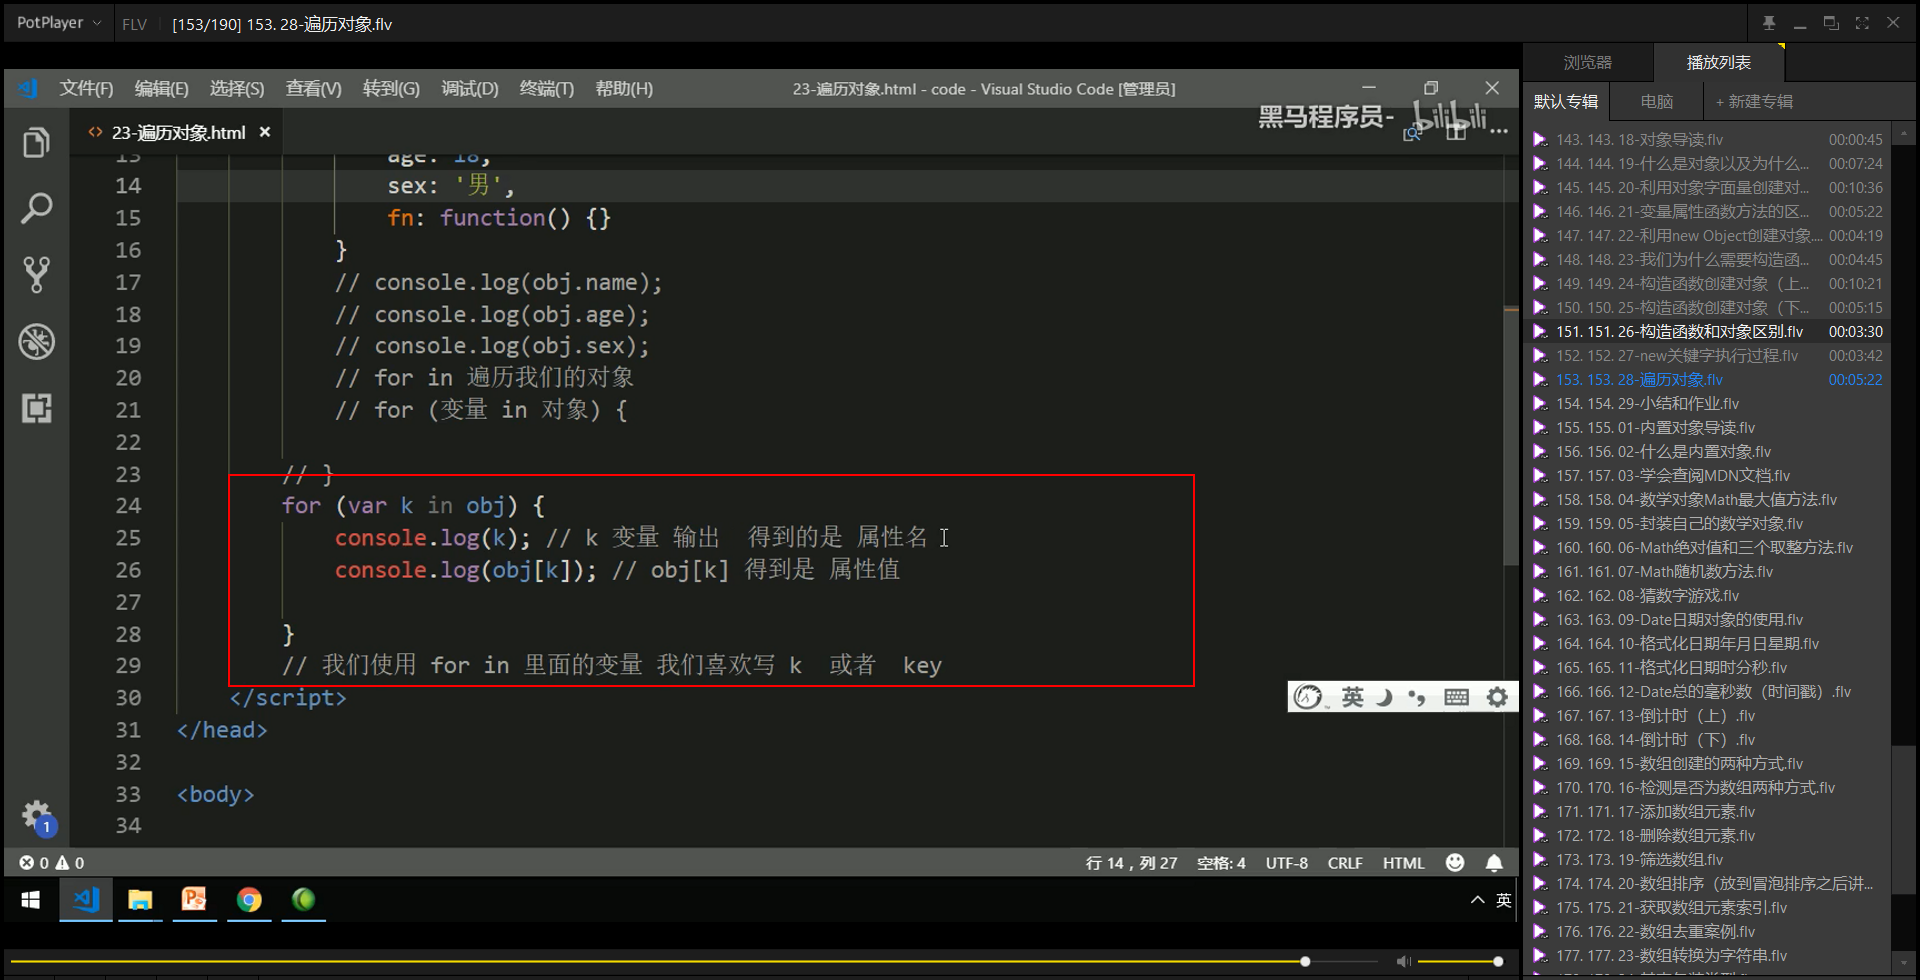 PotPlayer FLV [153/190] 153. 28-遍历对象.flv
浏览器 播放列表
文件(F) 编辑(E) 选择(S) 查看(V) 转到(G) 调试(D) 终端(T) 帮助(H) 23-遍历对象.html - code - Visual Studio Code [管理员]
默认专辑 电脑 + 新建专辑
黑马程序员- bilibili
23-遍历对象.html ×
13 age: 18,
14 sex: '男',
15 fn: function() {}
16 }
17 // console.log(obj.name);
18 // console.log(obj.age);
19 // console.log(obj.sex);
20 // for in 遍历我们的对象
21 // for (变量 in 对象) {
22
23 // }
24 for (var k in obj) {
25 console.log(k); // k 变量 输出 得到的是 属性名
26 console.log(obj[k]); // obj[k] 得到是 属性值
27
28 }
29 // 我们使用 for in 里面的变量 我们喜欢写 k 或者 key
30 </script>
31 </head>
32
33 <body>
34
英
1
0 0 行 14，列 27 空格: 4 UTF-8 CRLF HTML
英
143. 143. 18-对象导读.flv 00:00:45
144. 144. 19-什么是对象以及为什么... 00:07:24
145. 145. 20-利用对象字面量创建对... 00:10:36
146. 146. 21-变量属性函数方法的区... 00:05:22
147. 147. 22-利用new Object创建对象.... 00:04:19
148. 148. 23-我们为什么需要构造函... 00:04:45
149. 149. 24-构造函数创建对象（上... 00:10:21
150. 150. 25-构造函数创建对象（下... 00:05:15
151. 151. 26-构造函数和对象区别.flv 00:03:30
152. 152. 27-new关键字执行过程.flv 00:03:42
153. 153. 28-遍历对象.flv 00:05:22
154. 154. 29-小结和作业.flv
155. 155. 01-内置对象导读.flv
156. 156. 02-什么是内置对象.flv
157. 157. 03-学会查阅MDN文档.flv
158. 158. 04-数学对象Math最大值方法.flv
159. 159. 05-封装自己的数学对象.flv
160. 160. 06-Math绝对值和三个取整方法.flv
161. 161. 07-Math随机数方法.flv
162. 162. 08-猜数字游戏.flv
163. 163. 09-Date日期对象的使用.flv
164. 164. 10-格式化日期年月日星期.flv
165. 165. 11-格式化日期时分秒.flv
166. 166. 12-Date总的毫秒数（时间戳）.flv
167. 167. 13-倒计时（上）.flv
168. 168. 14-倒计时（下）.flv
169. 169. 15-数组创建的两种方式.flv
170. 170. 16-检测是否为数组两种方式.flv
171. 171. 17-添加数组元素.flv
172. 172. 18-删除数组元素.flv
173. 173. 19-筛选数组.flv
174. 174. 20-数组排序（放到冒泡排序之后讲...
175. 175. 21-获取数组元素索引.flv
176. 176. 22-数组去重案例.flv
177. 177. 23-数组转换为字符串.flv